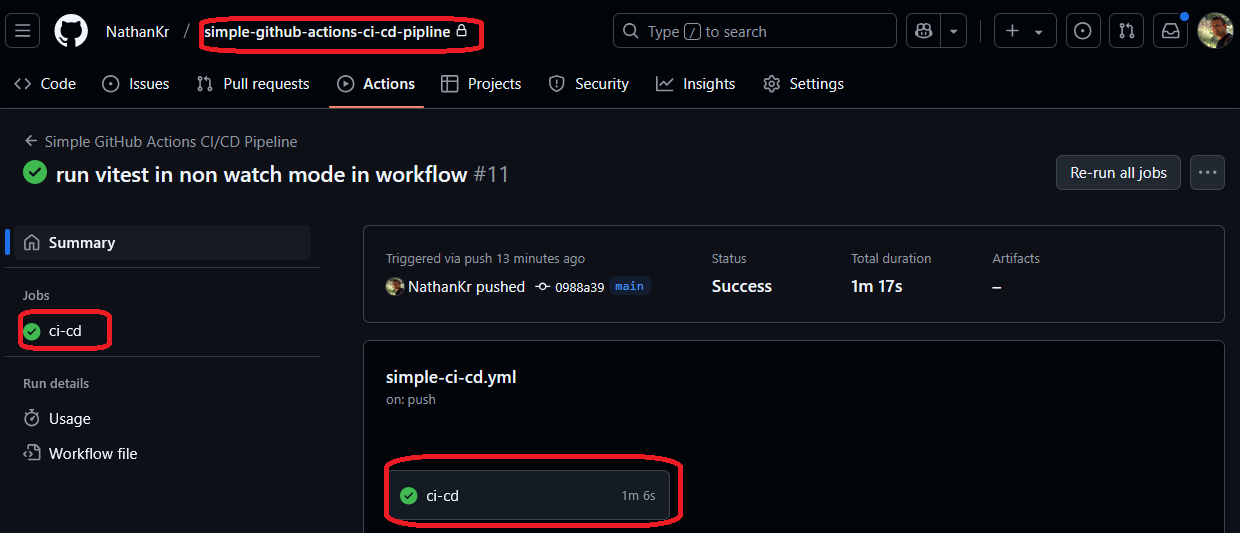 NathanKr / simple-github-actions-ci-cd-pipline Type / to search
Code Issues Pull requests Actions Projects Security Insights Settings
Simple GitHub Actions CI/CD Pipeline
run vitest in non watch mode in workflow #11
Re-run all jobs
Summary
Jobs
ci-cd
Run details
Usage
Workflow file
Triggered via push 13 minutes ago
NathanKr pushed 0988a39 main
Status
Success
Total duration
1m 17s
Artifacts
–
simple-ci-cd.yml
on: push
ci-cd 1m 6s